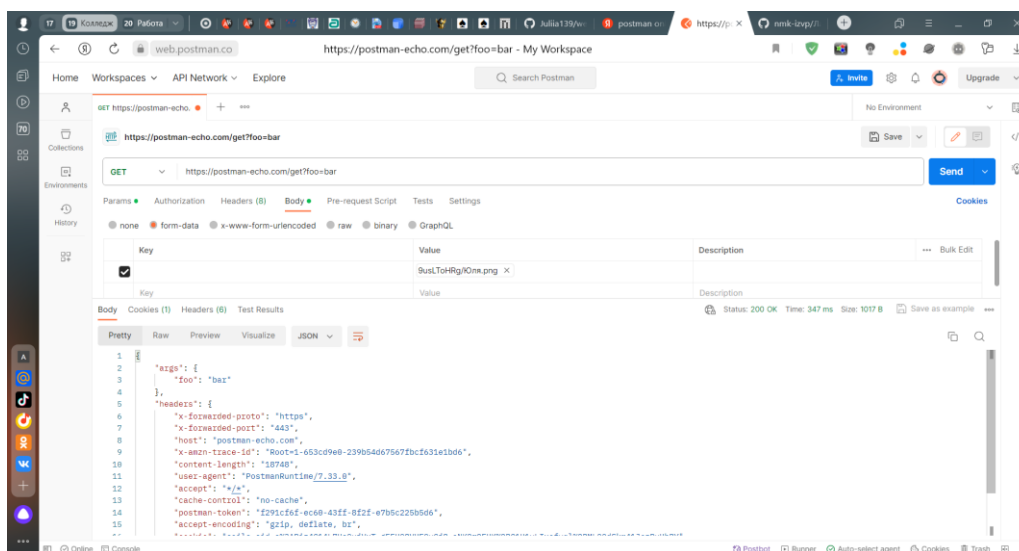 17 19 Колледж 20 Работа Juliia139/we postman on https://p nmk-izvp/
web.postman.co https://postman-echo.com/get?foo=bar - My Workspace
Home Workspaces API Network Explore Search Postman Invite Upgrade
GET https://postman-echo. No Environment
70
Collections
https://postman-echo.com/get?foo=bar Save
GET https://postman-echo.com/get?foo=bar Send
Environments
Params Authorization Headers (8) Body Pre-request Script Tests Settings Cookies
History
none form-data x-www-form-urlencoded raw binary GraphQL
Key Value Description Bulk Edit
9usLToHRg/Юля.png
Key Value Description
Body Cookies (1) Headers (6) Test Results Status: 200 OK Time: 347 ms Size: 1017 B Save as example
Pretty Raw Preview Visualize JSON
1 {
2 "args": {
3 "foo": "bar"
4 },
5 "headers": {
6 "x-forwarded-proto": "https",
7 "x-forwarded-port": "443",
8 "host": "postman-echo.com",
9 "x-amzn-trace-id": "Root=1-653cd9e0-239b54d67567fbcf631e1bd6",
10 "content-length": "18748",
11 "user-agent": "PostmanRuntime/7.33.0",
12 "accept": "*/*",
13 "cache-control": "no-cache",
14 "postman-token": "f291cf6f-ec60-43ff-8f2f-e7b5c225b5d6",
15 "accept-encoding": "gzip, deflate, br",
Online Console Postbot Runner Auto-select agent Cookies Trash